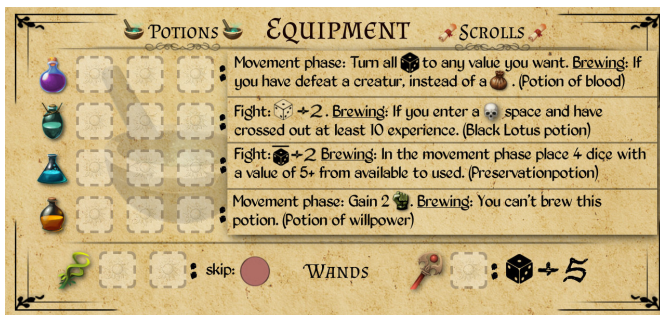 Potions EQUIPMENT Scrolls
: Movement phase: Turn all to any value you want. Brewing: If
you have defeat a creatur, instead of a . (Potion of blood)
: Fight: +2. Brewing: If you enter a space and have
crossed out at least 10 experience. (Black Lotus potion)
: Fight: +2 Brewing: In the movement phase place 4 dice with
a value of 5+ from available to used. (Preservationpotion)
: Movement phase: Gain 2 . Brewing: You can't brew this
potion. (Potion of willpower)
: skip: WANDS : + 5